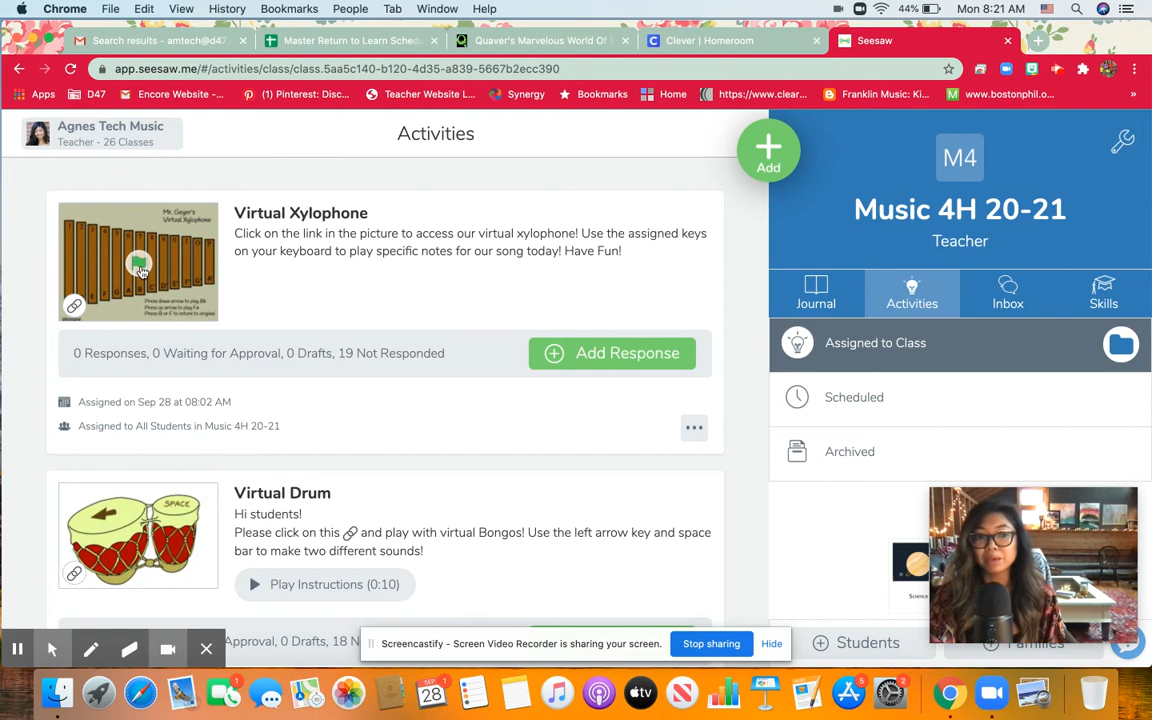 Chrome File Edit View History Bookmarks People Tab Window Help 44% Mon 8:21 AM
Search results - amtech@d47 Master Return to Learn Sched Quaver's Marvelous World Of Clever | Homeroom Seesaw
app.seesaw.me/#/activities/class/class.5aa5c140-b120-4d35-a839-5667b2ecc390
Apps D47 Encore Website -... (1) Pinterest: Disc... Teacher Website L... Synergy Bookmarks Home https://www.clear... Franklin Music: Ki... www.bostonphil.o...
Agnes Tech Music
Teacher - 26 Classes
Activities
Add
M4
Music 4H 20-21
Teacher
Journal Activities Inbox Skills
Assigned to Class
Scheduled
Archived
Mr. Geyer's
Virtual Xylophone
Virtual Xylophone
Click on the link in the picture to access our virtual xylophone! Use the assigned keys
on your keyboard to play specific notes for our song today! Have Fun!
0 Responses, 0 Waiting for Approval, 0 Drafts, 19 Not Responded
Add Response
Assigned on Sep 28 at 08:02 AM
Assigned to All Students in Music 4H 20-21
SPACE
Virtual Drum
Hi students!
Please click on this and play with virtual Bongos! Use the left arrow key and space
bar to make two different sounds!
Play Instructions (0:10)
Approval, 0 Drafts, 18 N
Science
Students
Families
Screencastify - Screen Video Recorder is sharing your screen. Stop sharing Hide
SEP
28